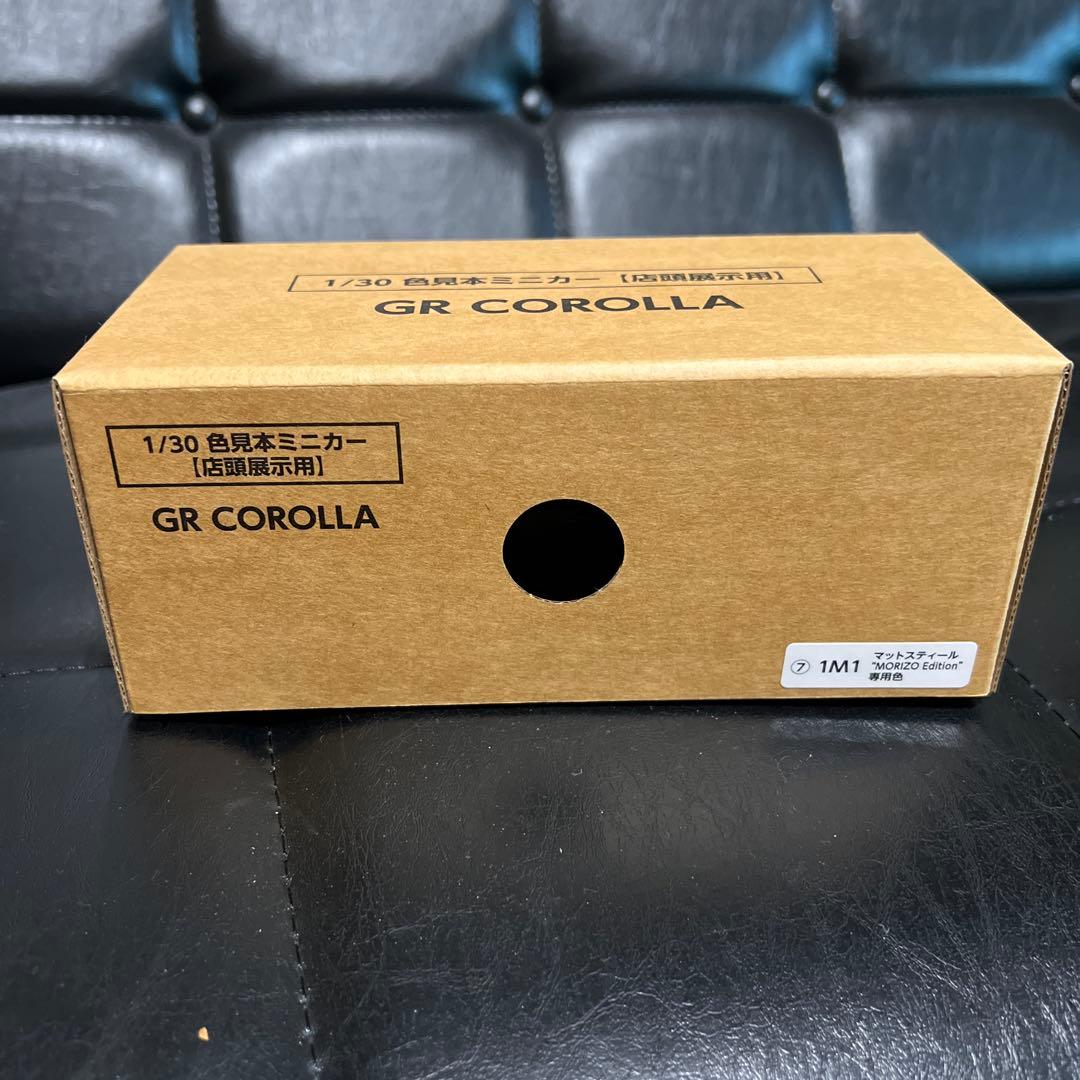 1/30 色見本ミニカー【店頭展示用】
GR COROLLA
1/30 色見本ミニカー
【店頭展示用】
GR COROLLA
⑦ 1M1 マットスティール
"MORIZO Edition"
専用色